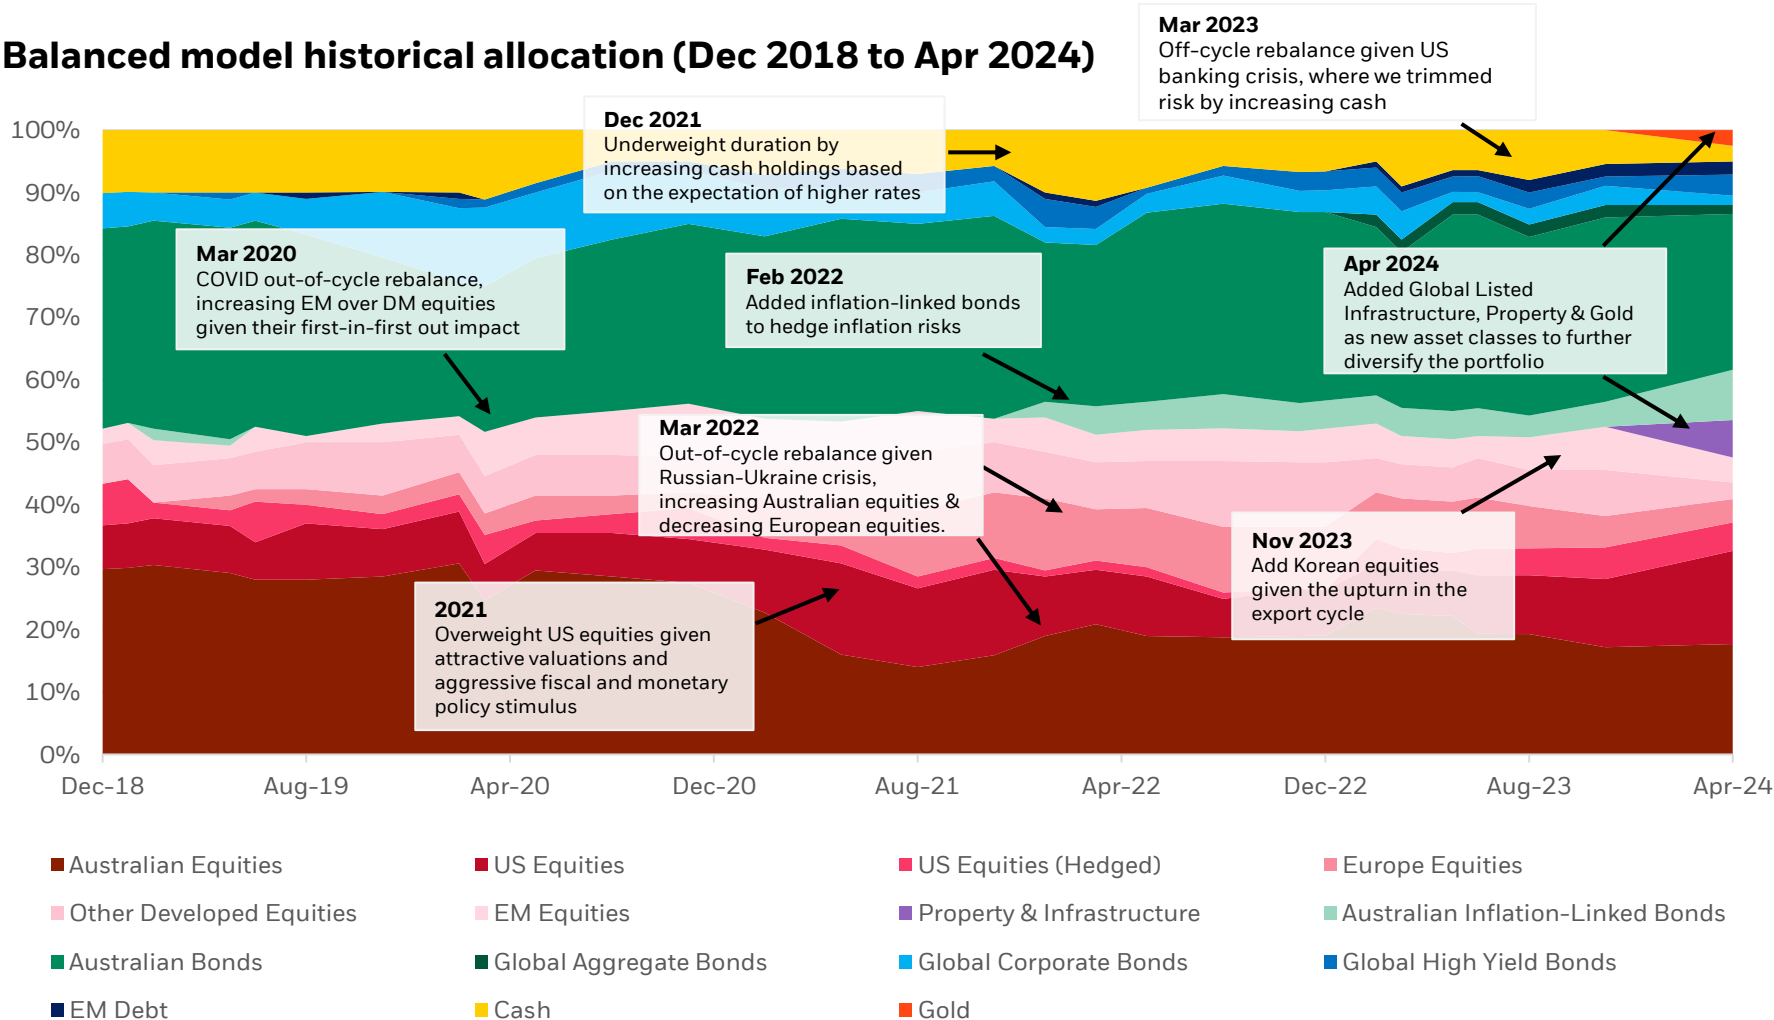 Balanced model historical allocation (Dec 2018 to Apr 2024)
Mar 2023
Off-cycle rebalance given US
banking crisis, where we trimmed
risk by increasing cash
Dec 2021
Underweight duration by
increasing cash holdings based
on the expectation of higher rates
Mar 2020
COVID out-of-cycle rebalance,
increasing EM over DM equities
given their first-in-first out impact
Feb 2022
Added inflation-linked bonds
to hedge inflation risks
Apr 2024
Added Global Listed
Infrastructure, Property & Gold
as new asset classes to further
diversify the portfolio
Mar 2022
Out-of-cycle rebalance given
Russian-Ukraine crisis,
increasing Australian equities &
decreasing European equities.
Nov 2023
Add Korean equities
given the upturn in the
export cycle
2021
Overweight US equities given
attractive valuations and
aggressive fiscal and monetary
policy stimulus
100%
90%
80%
70%
60%
50%
40%
30%
20%
10%
0%
Dec-18 Aug-19 Apr-20 Dec-20 Aug-21 Apr-22 Dec-22 Aug-23 Apr-24
Australian Equities US Equities US Equities (Hedged) Europe Equities
Other Developed Equities EM Equities Property & Infrastructure Australian Inflation-Linked Bonds
Australian Bonds Global Aggregate Bonds Global Corporate Bonds Global High Yield Bonds
EM Debt Cash Gold